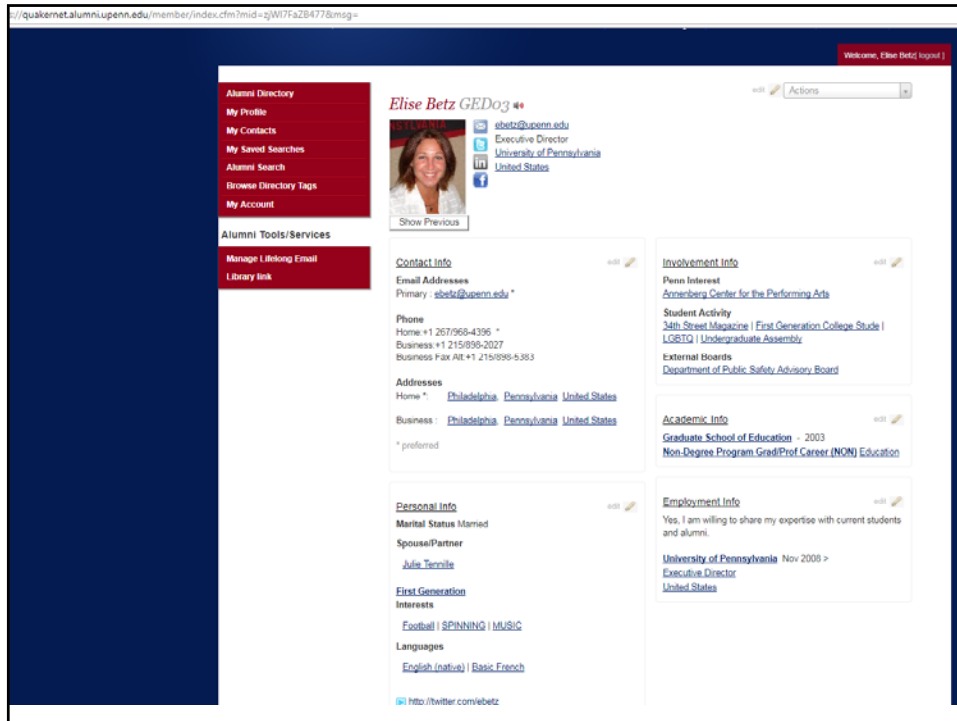 ://quakernet.alumni.upenn.edu/member/index.cfm?mid=zjWI7FaZB477&msg=
Welcome, Elise Betz[ logout ]
Alumni Directory
My Profile
My Contacts
My Saved Searches
Alumni Search
Browse Directory Tags
My Account
Alumni Tools/Services
Manage Lifelong Email
Library link
edit Actions
Elise Betz GED03
NSYLVANIA
ebetz@upenn.edu
Executive Director
University of Pennsylvania
United States
Show Previous
Contact Info edit
Email Addresses
Primary : ebetz@upenn.edu *
Phone
Home:+1 267/968-4396 *
Business:+1 215/898-2027
Business Fax Alt:+1 215/898-5383
Addresses
Home *: Philadelphia, Pennsylvania United States
Business : Philadelphia, Pennsylvania United States
* preferred
Personal Info edit
Marital Status Married
Spouse/Partner
Julie Tennille
First Generation
Interests
Football | SPINNING | MUSIC
Languages
English (native) | Basic French
http://twitter.com/ebetz
Involvement Info edit
Penn Interest
Annenberg Center for the Performing Arts
Student Activity
34th Street Magazine | First Generation College Stude |
LGBTQ | Undergraduate Assembly
External Boards
Department of Public Safety Advisory Board
Academic Info edit
Graduate School of Education - 2003
Non-Degree Program Grad/Prof Career (NON) Education
Employment Info edit
Yes, I am willing to share my expertise with current students
and alumni.
University of Pennsylvania Nov 2008 >
Executive Director
United States